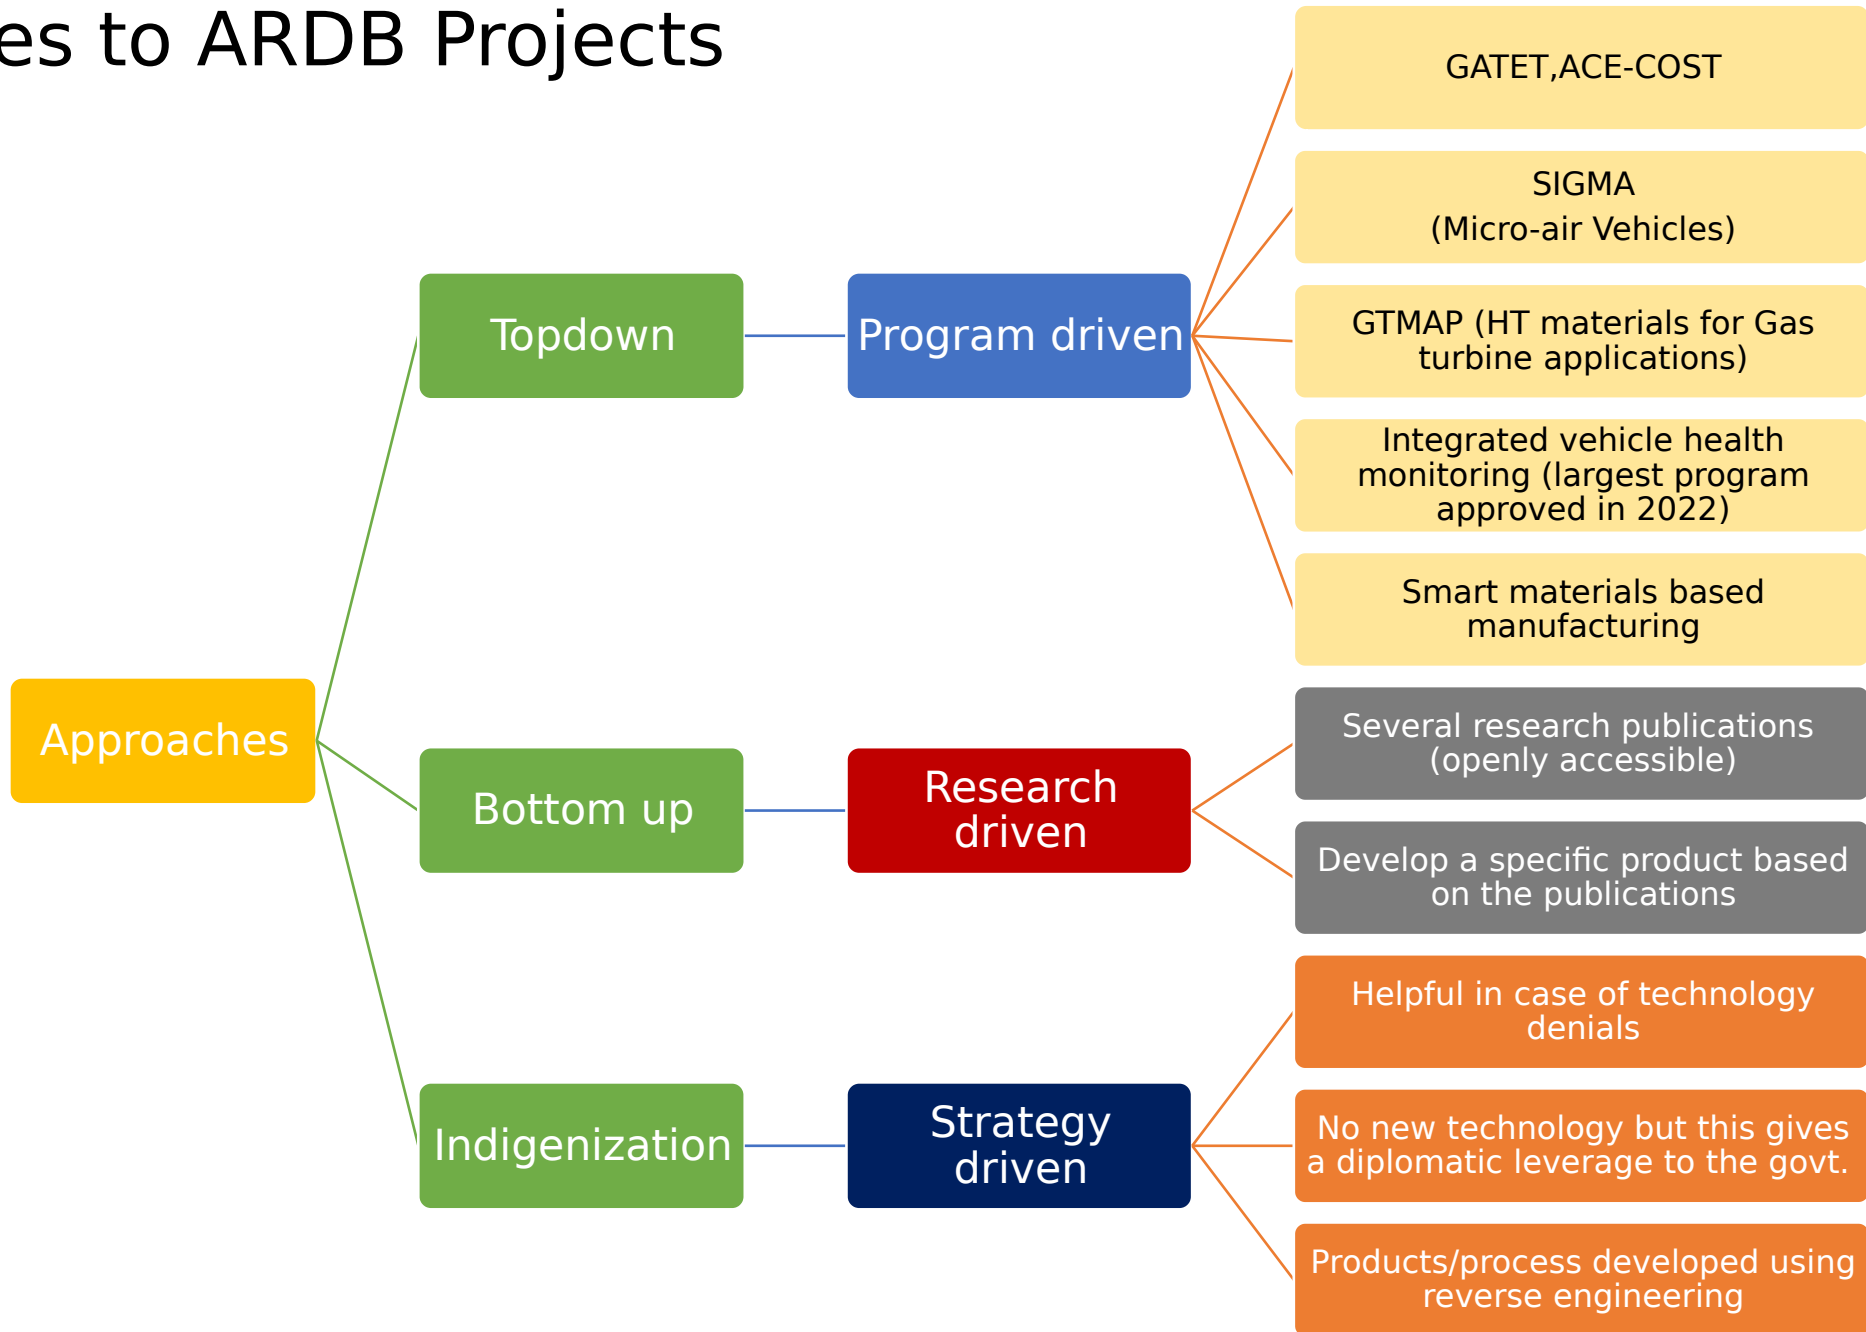 es to ARDB Projects
GATET,ACE-COST
SIGMA
(Micro-air Vehicles)
Topdown
Program driven
GTMAP (HT materials for Gas
turbine applications)
Integrated vehicle health
monitoring (largest program
approved in 2022)
Smart materials based
manufacturing
Approaches
Bottom up
Research
driven
Several research publications
(openly accessible)
Develop a specific product based
on the publications
Indigenization
Strategy
driven
Helpful in case of technology
denials
No new technology but this gives
a diplomatic leverage to the govt.
Products/process developed using
reverse engineering